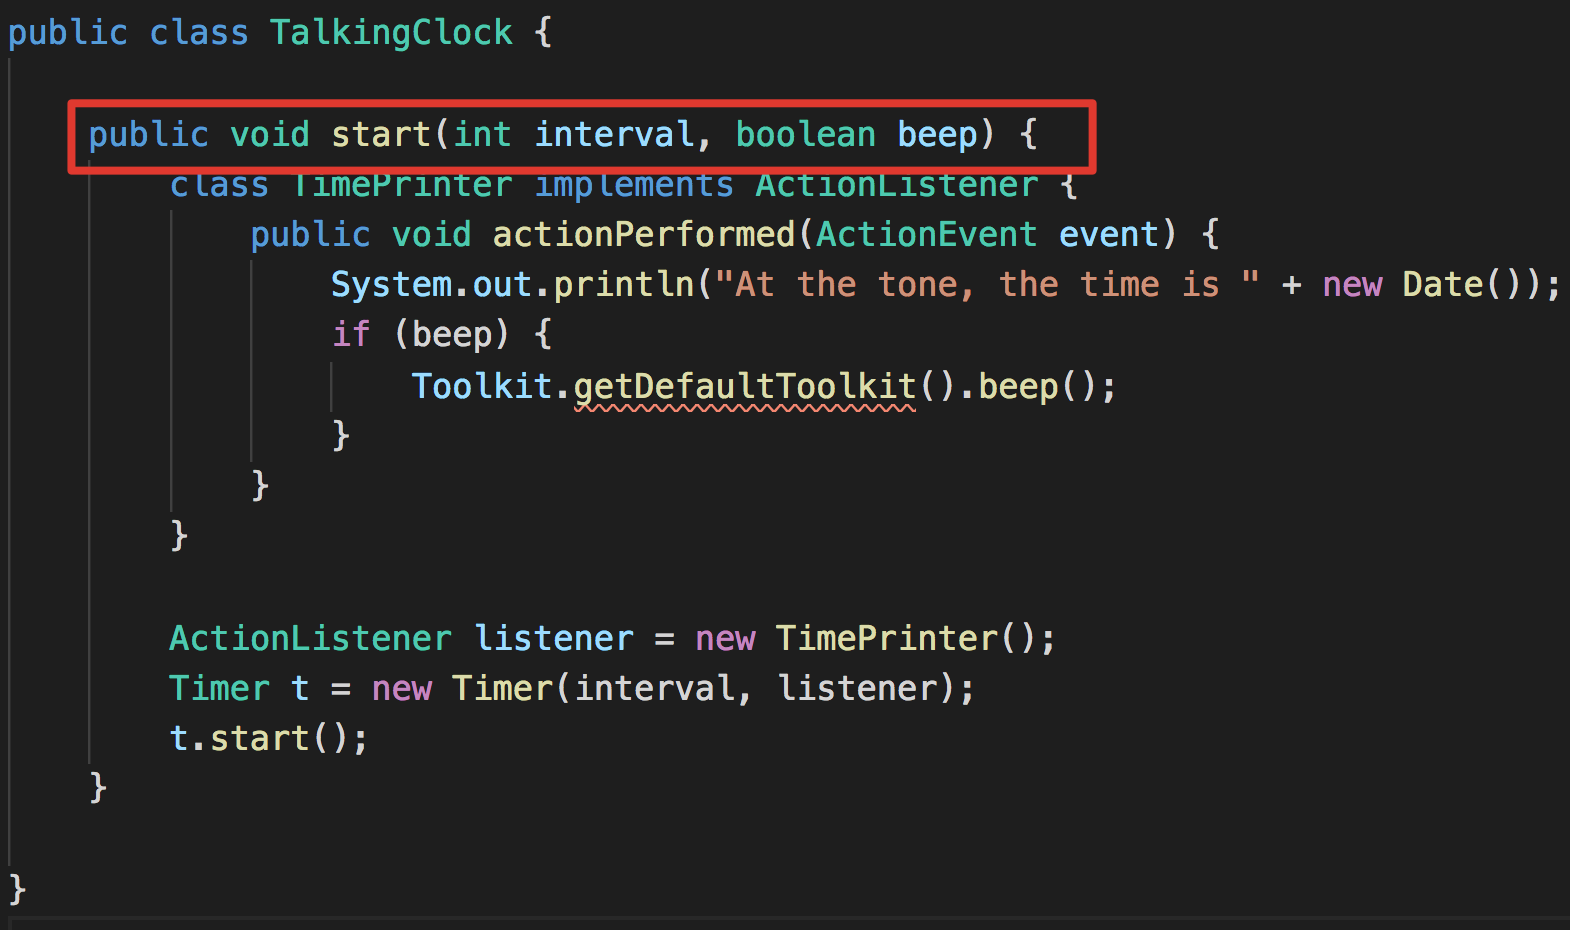 public class TalkingClock {
public void start(int interval, boolean beep) {
class TimePrinter implements ActionListener {
public void actionPerformed(ActionEvent event) {
System.out.println("At the tone, the time is " + new Date());
if (beep) {
Toolkit.getDefaultToolkit().beep();
}
}
}
ActionListener listener = new TimePrinter();
Timer t = new Timer(interval, listener);
t.start();
}
}